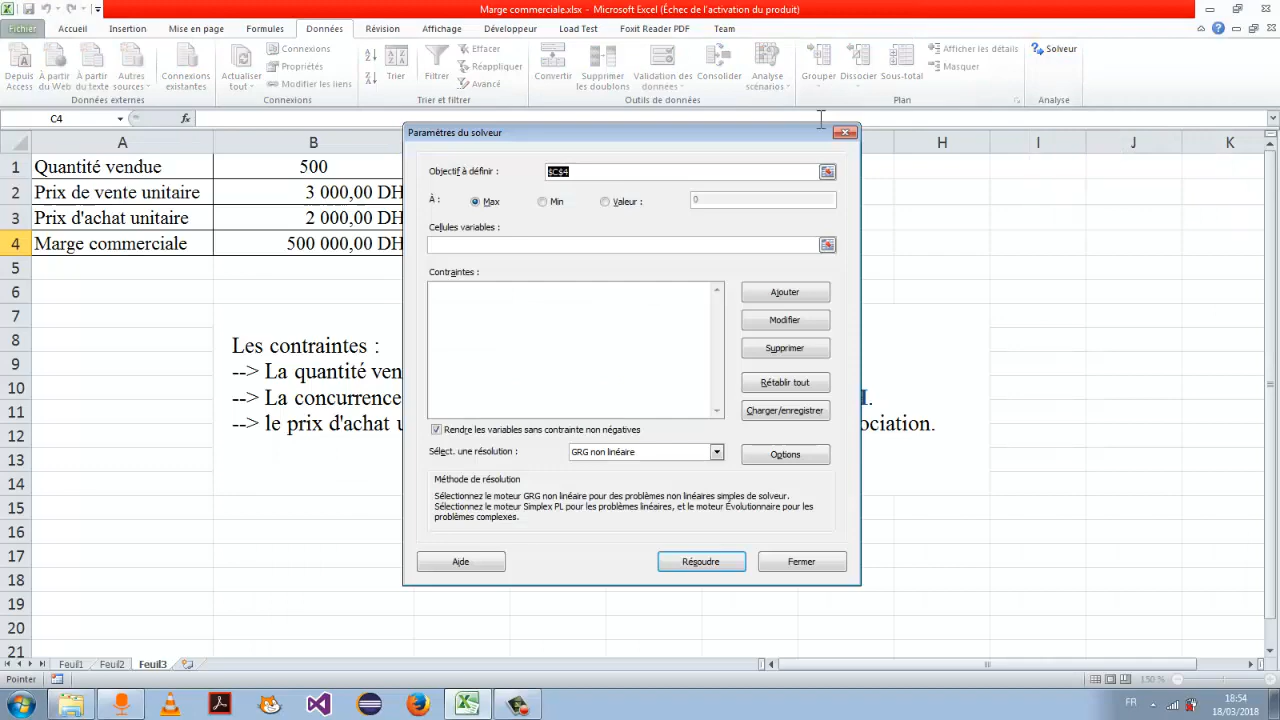 Marge commerciale.xlsx - Microsoft Excel (Échec de l'activation du produit)
Fichier Accueil Insertion Mise en page Formules Données Révision Affichage Développeur Load Test Foxit Reader PDF Team
Depuis Access
À partir du Web
À partir du texte
Autres sources
Connexions existantes
Données externes
Actualiser tout
Connexions
Propriétés
Modifier les liens
Connexions
Trier
Filtrer
Effacer
Réappliquer
Avancé
Trier et filtrer
Convertir
Supprimer les doublons
Validation des données
Consolider
Analyse scénarios
Outils de données
Grouper
Dissocier
Sous-total
Afficher les détails
Masquer
Plan
Solveur
Analyse
C4 fx
A B H I J K
1 Quantité vendue 500
2 Prix de vente unitaire 3 000,00 DH
3 Prix d'achat unitaire 2 000,00 DH
4 Marge commerciale 500 000,00 DH
5
6
7
8
9
10
11
12
13
14
15
16
17
18
19
20
21
Les contraintes :
--> La quantité ven
--> La concurrence
--> le prix d'achat u ociation.
Paramètres du solveur
Objectif à définir : $C$4
À : Max Min Valeur : 0
Cellules variables :
Contraintes :
Ajouter
Modifier
Supprimer
Rétablir tout
Charger/enregistrer
Rendre les variables sans contrainte non négatives
Sélect. une résolution : GRG non linéaire Options
Méthode de résolution
Sélectionnez le moteur GRG non linéaire pour des problèmes non linéaires simples de solveur.
Sélectionnez le moteur Simplex PL pour les problèmes linéaires, et le moteur Évolutionnaire pour les
problèmes complexes.
Aide Résoudre Fermer
Feuil1 Feuil2 Feuil3
Pointer 150 %
FR 18:54
18/03/2018